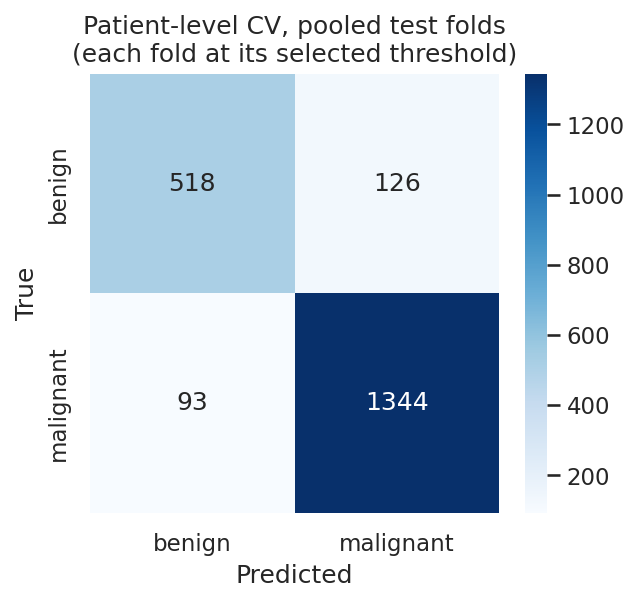 Patient-level CV, pooled test folds
(each fold at its selected threshold)
benign
518
126
malignant
93
1344
True
benign
malignant
Predicted
1200
1000
800
600
400
200